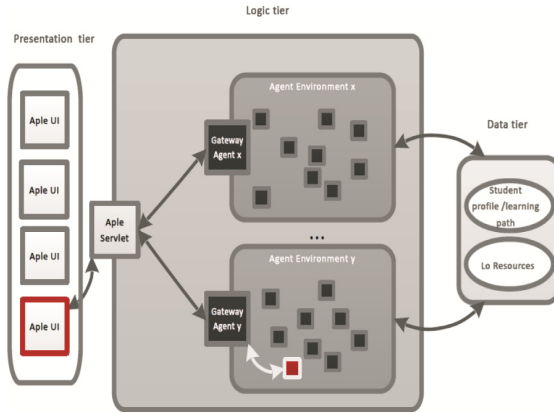 Logic tier
Presentation tier
Aple UI
Aple UI
Aple UI
Aple UI
Aple
Servlet
Agent Environment x
Gateway
Agent x
...
Agent Environment y
Gateway
Agent y
Data tier
Student
profile /learning
path
Lo Resources